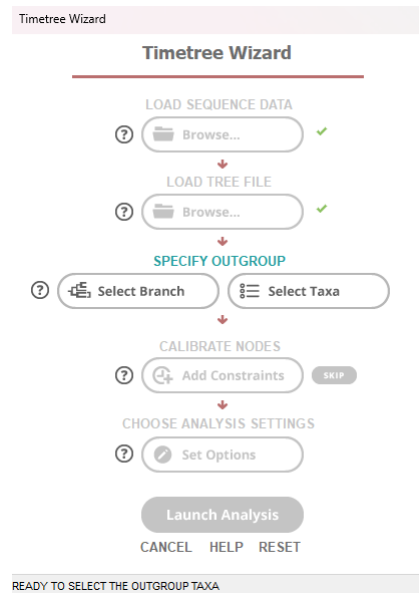 Timetree Wizard
Timetree Wizard
LOAD SEQUENCE DATA
? Browse...
LOAD TREE FILE
? Browse...
SPECIFY OUTGROUP
? Select Branch Select Taxa
CALIBRATE NODES
? Add Constraints SKIP
CHOOSE ANALYSIS SETTINGS
? Set Options
Launch Analysis
CANCEL HELP RESET
READY TO SELECT THE OUTGROUP TAXA